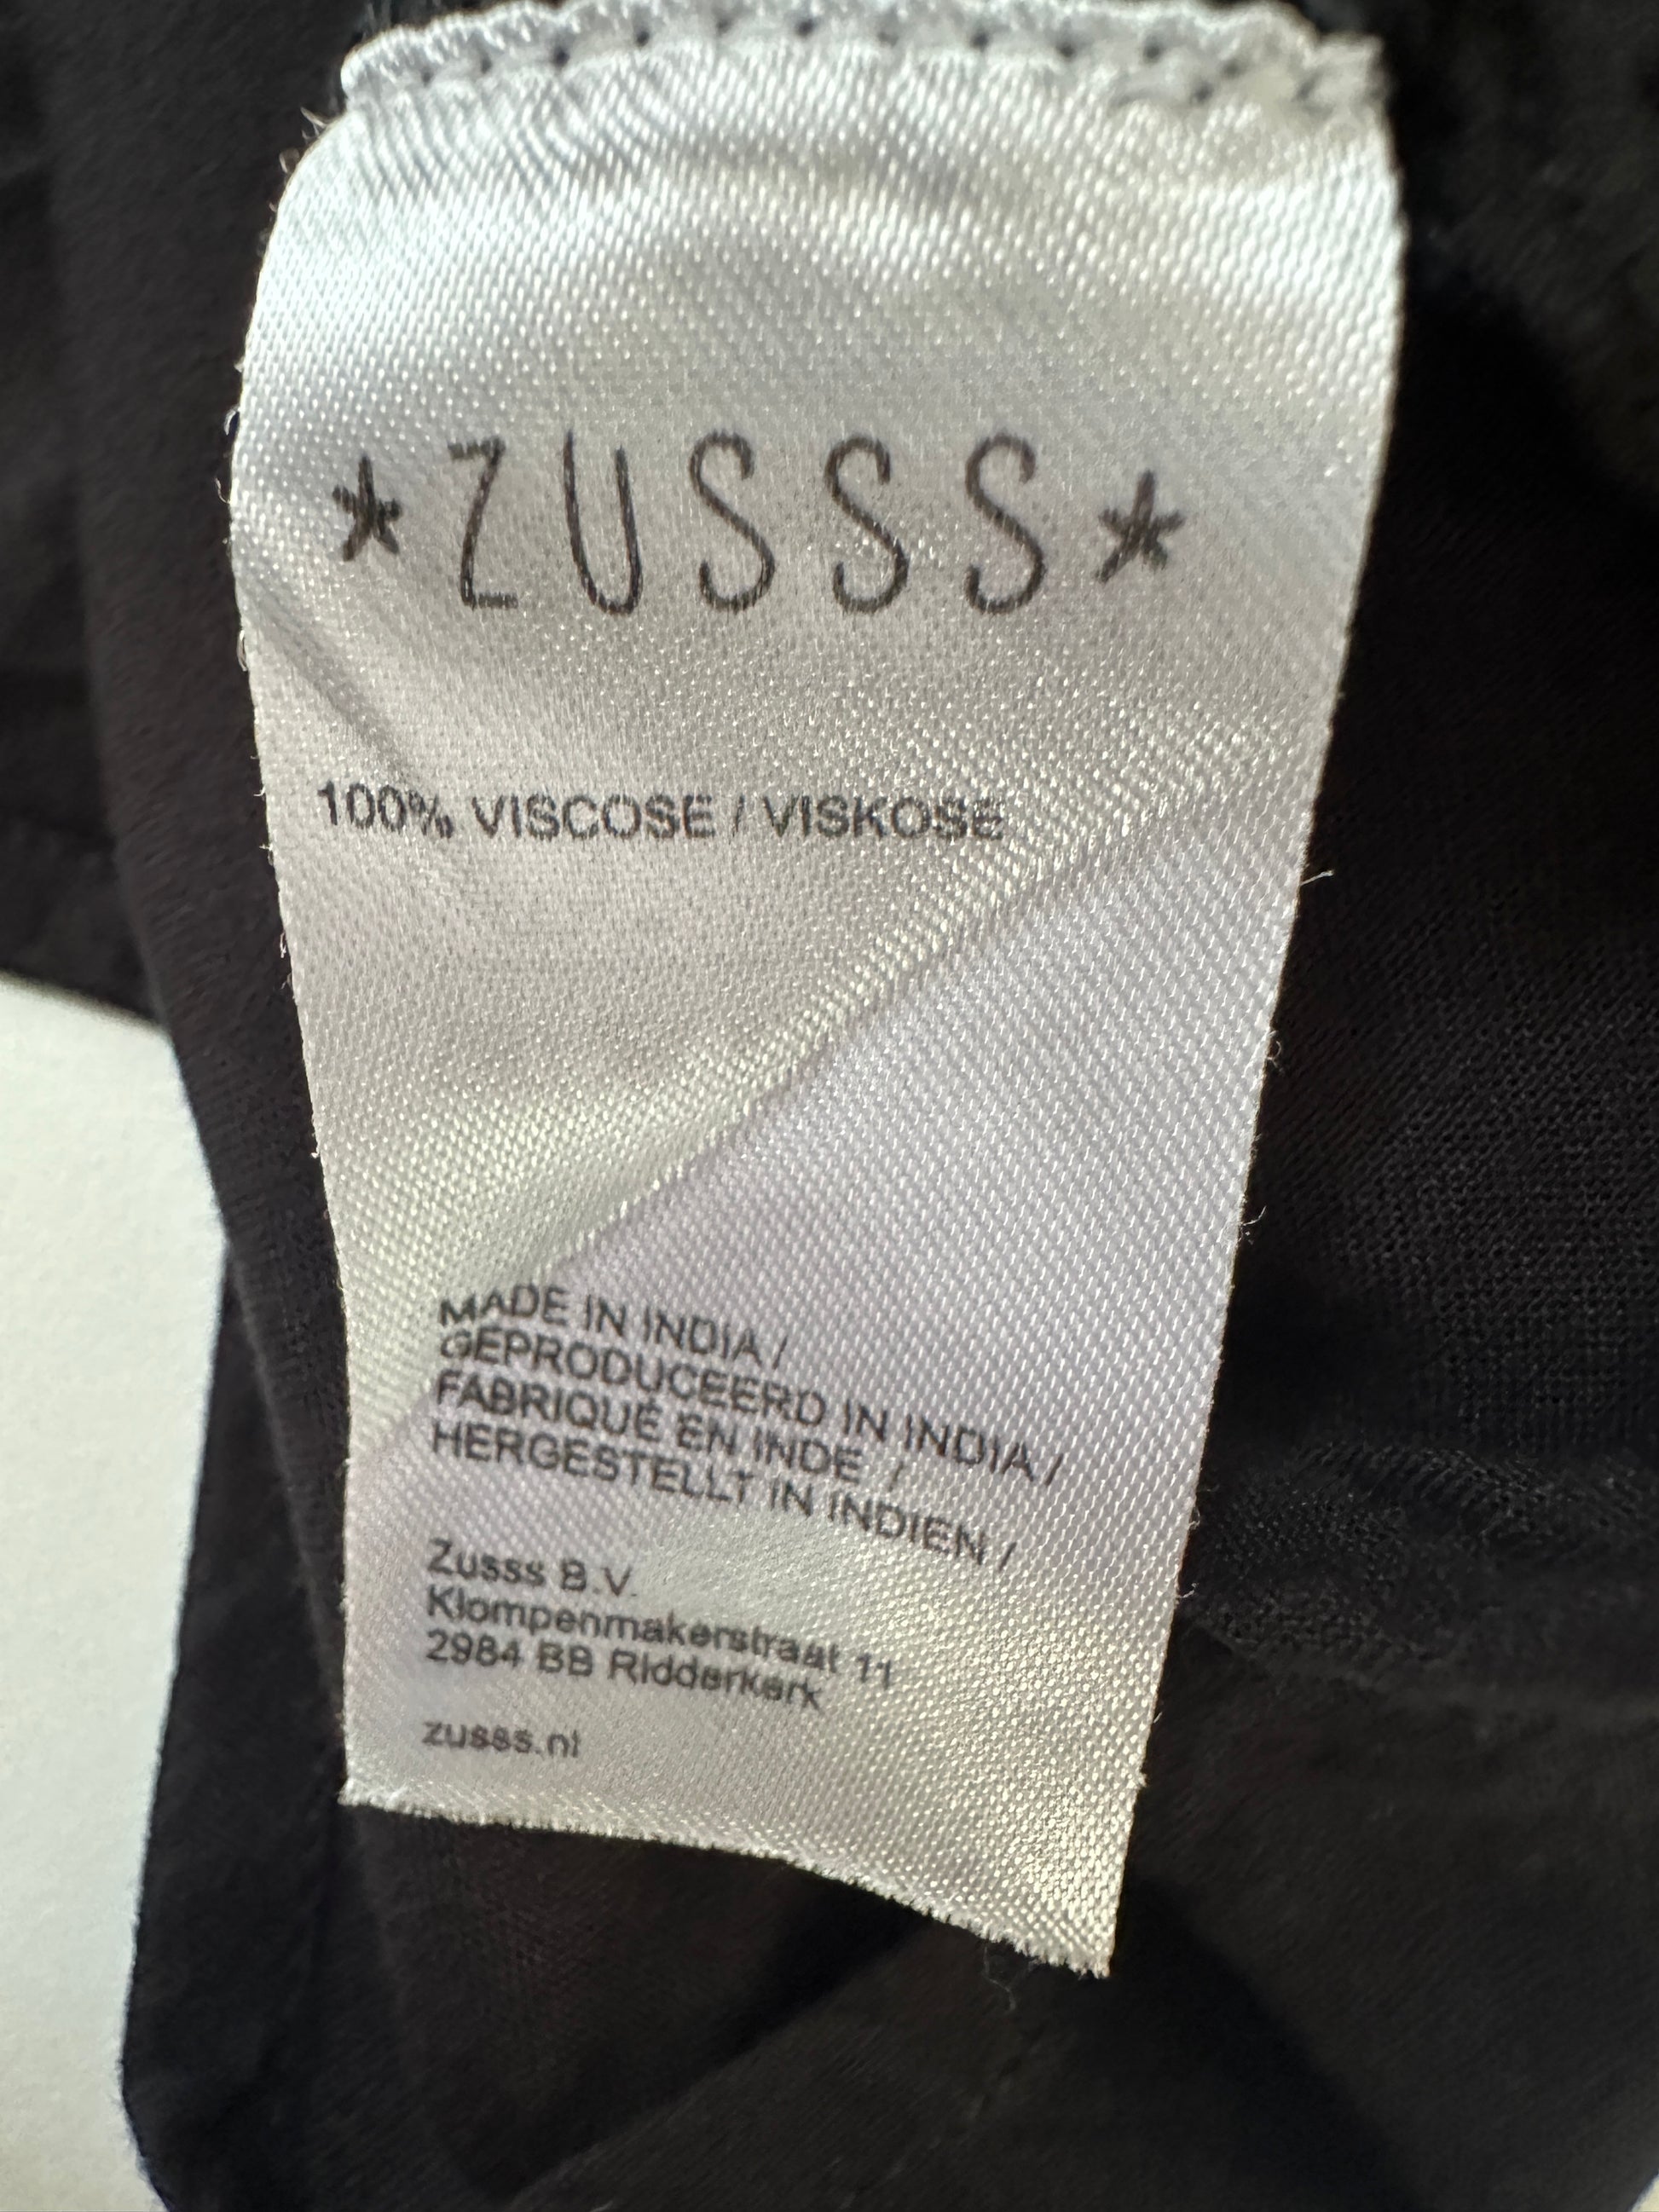 ★ZUSSS★
100% VISCOSE / VISKOSE
MADE IN INDIA /
GEPRODUCEERD IN INDIA /
FABRIQUÉ EN INDE /
HERGESTELLT IN INDIEN /
Zusss B.V.
Klompenmakerstraat 11
2984 BB Ridderkerk
zusss.nl